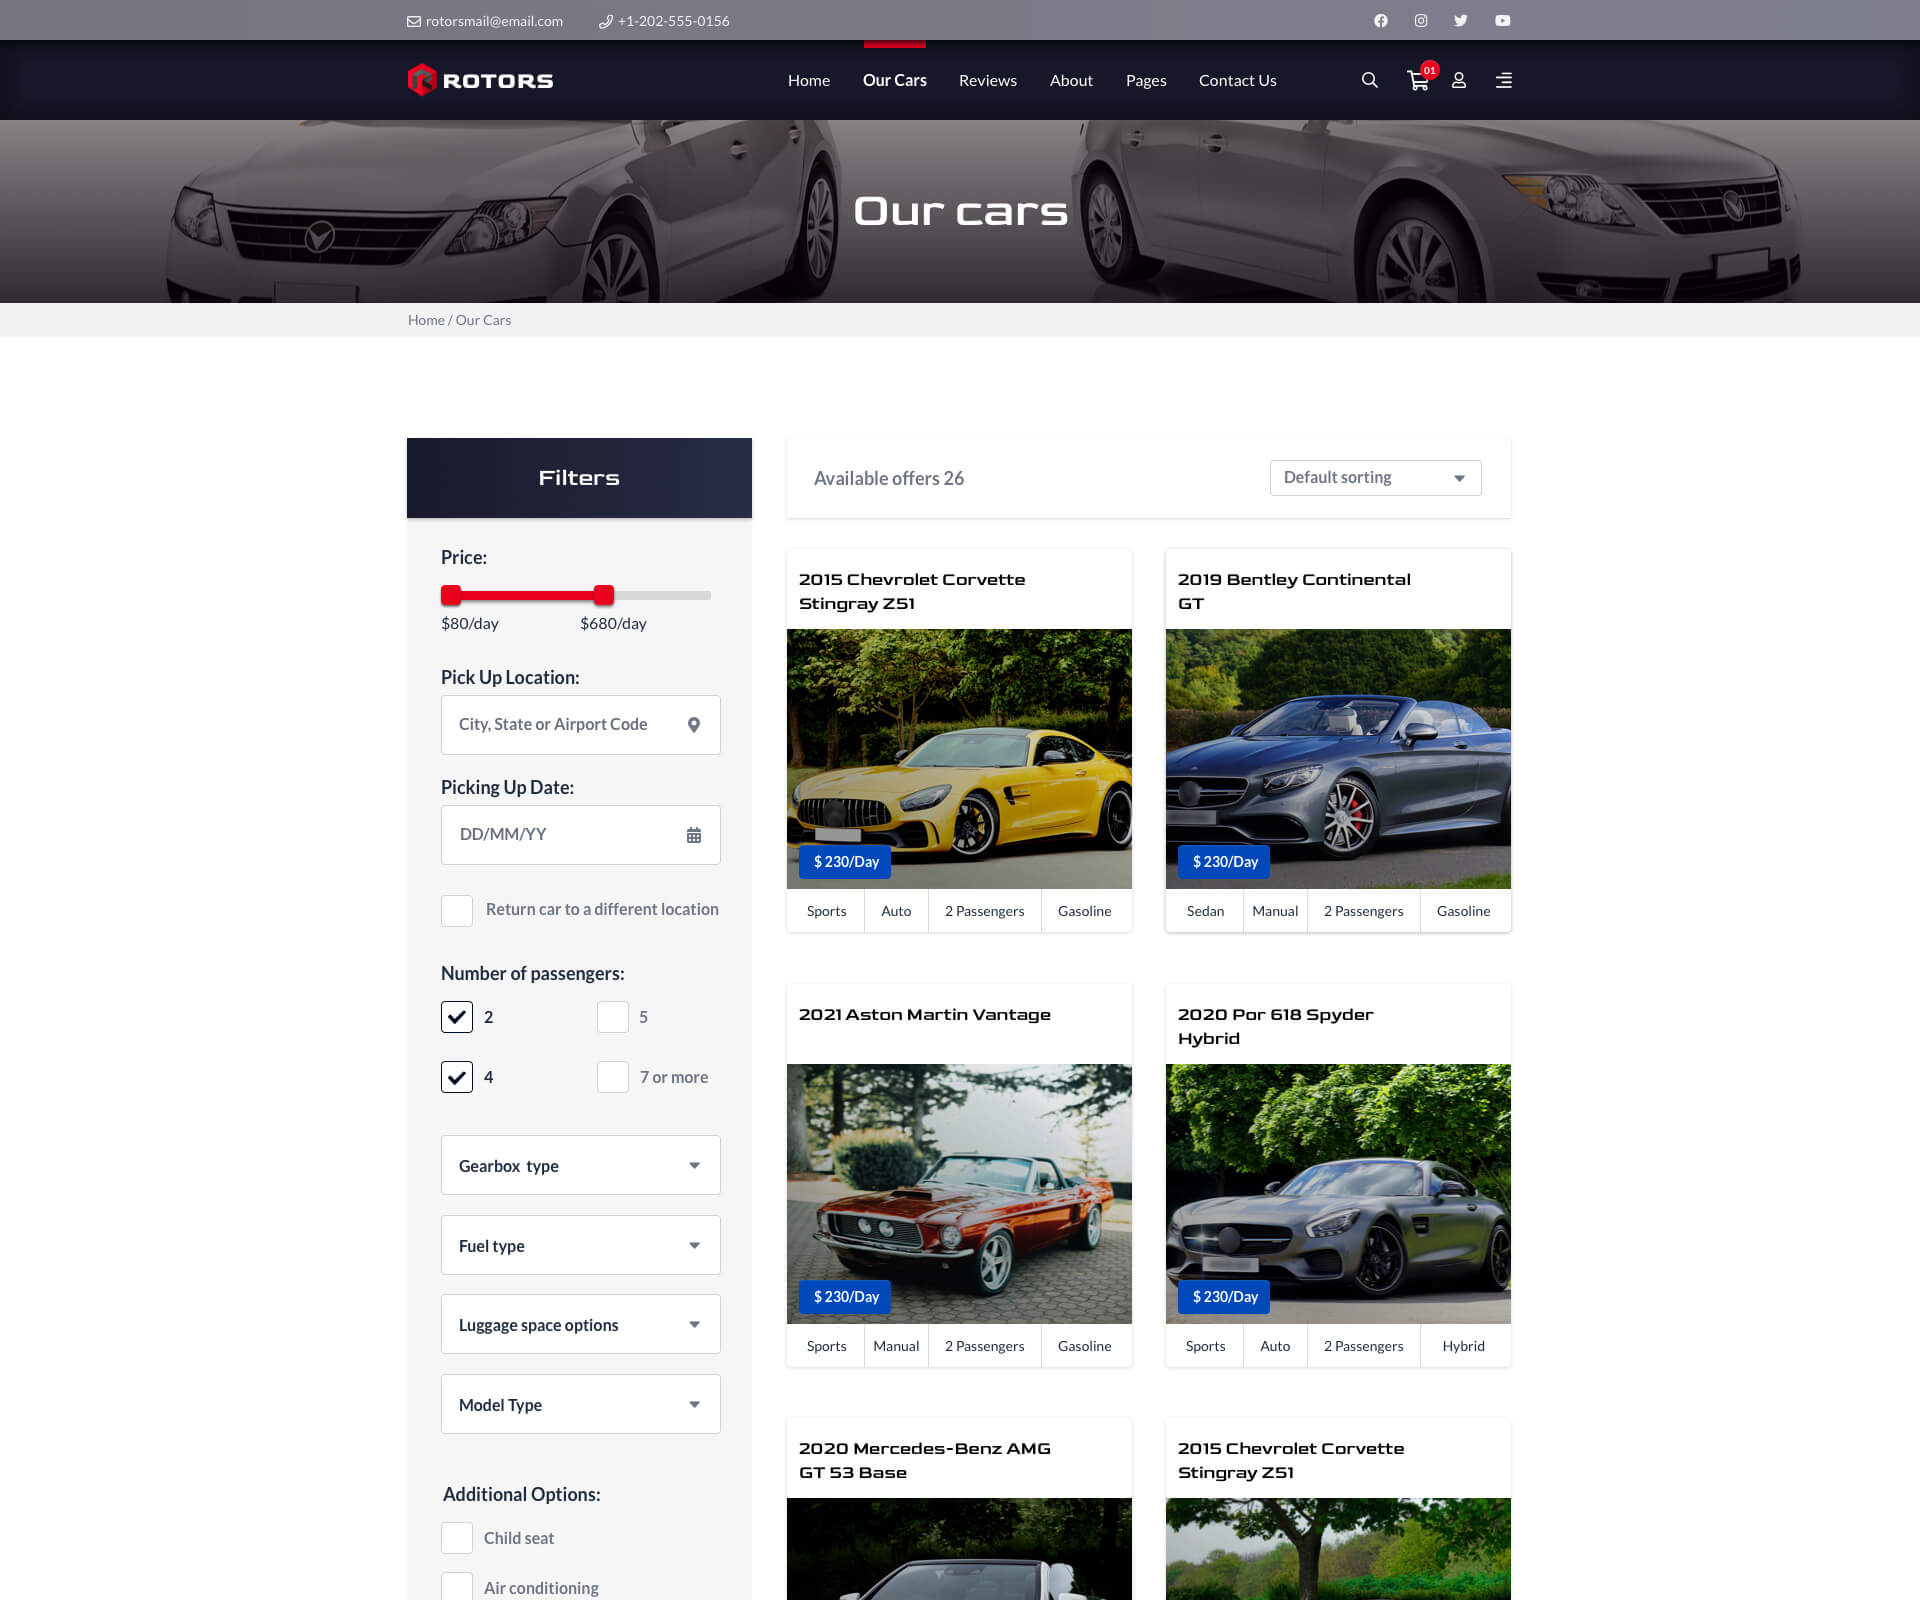 rotorsmail@email.com +1-202-555-0156
ROTORS Home Our Cars Reviews About Pages Contact Us 01
Our cars
Home / Our Cars
Filters
Price:
$80/day $680/day
Pick Up Location:
City, State or Airport Code
Picking Up Date:
DD/MM/YY
Return car to a different location
Number of passengers:
2 5
4 7 or more
Gearbox type
Fuel type
Luggage space options
Model Type
Additional Options:
Child seat
Air conditioning
Available offers 26 Default sorting
2015 Chevrolet Corvette
Stingray Z51
$ 230/Day
Sports Auto 2 Passengers Gasoline
2019 Bentley Continental
GT
$ 230/Day
Sedan Manual 2 Passengers Gasoline
2021 Aston Martin Vantage
$ 230/Day
Sports Manual 2 Passengers Gasoline
2020 Por 618 Spyder
Hybrid
$ 230/Day
Sports Auto 2 Passengers Hybrid
2020 Mercedes-Benz AMG
GT 53 Base
2015 Chevrolet Corvette
Stingray Z51